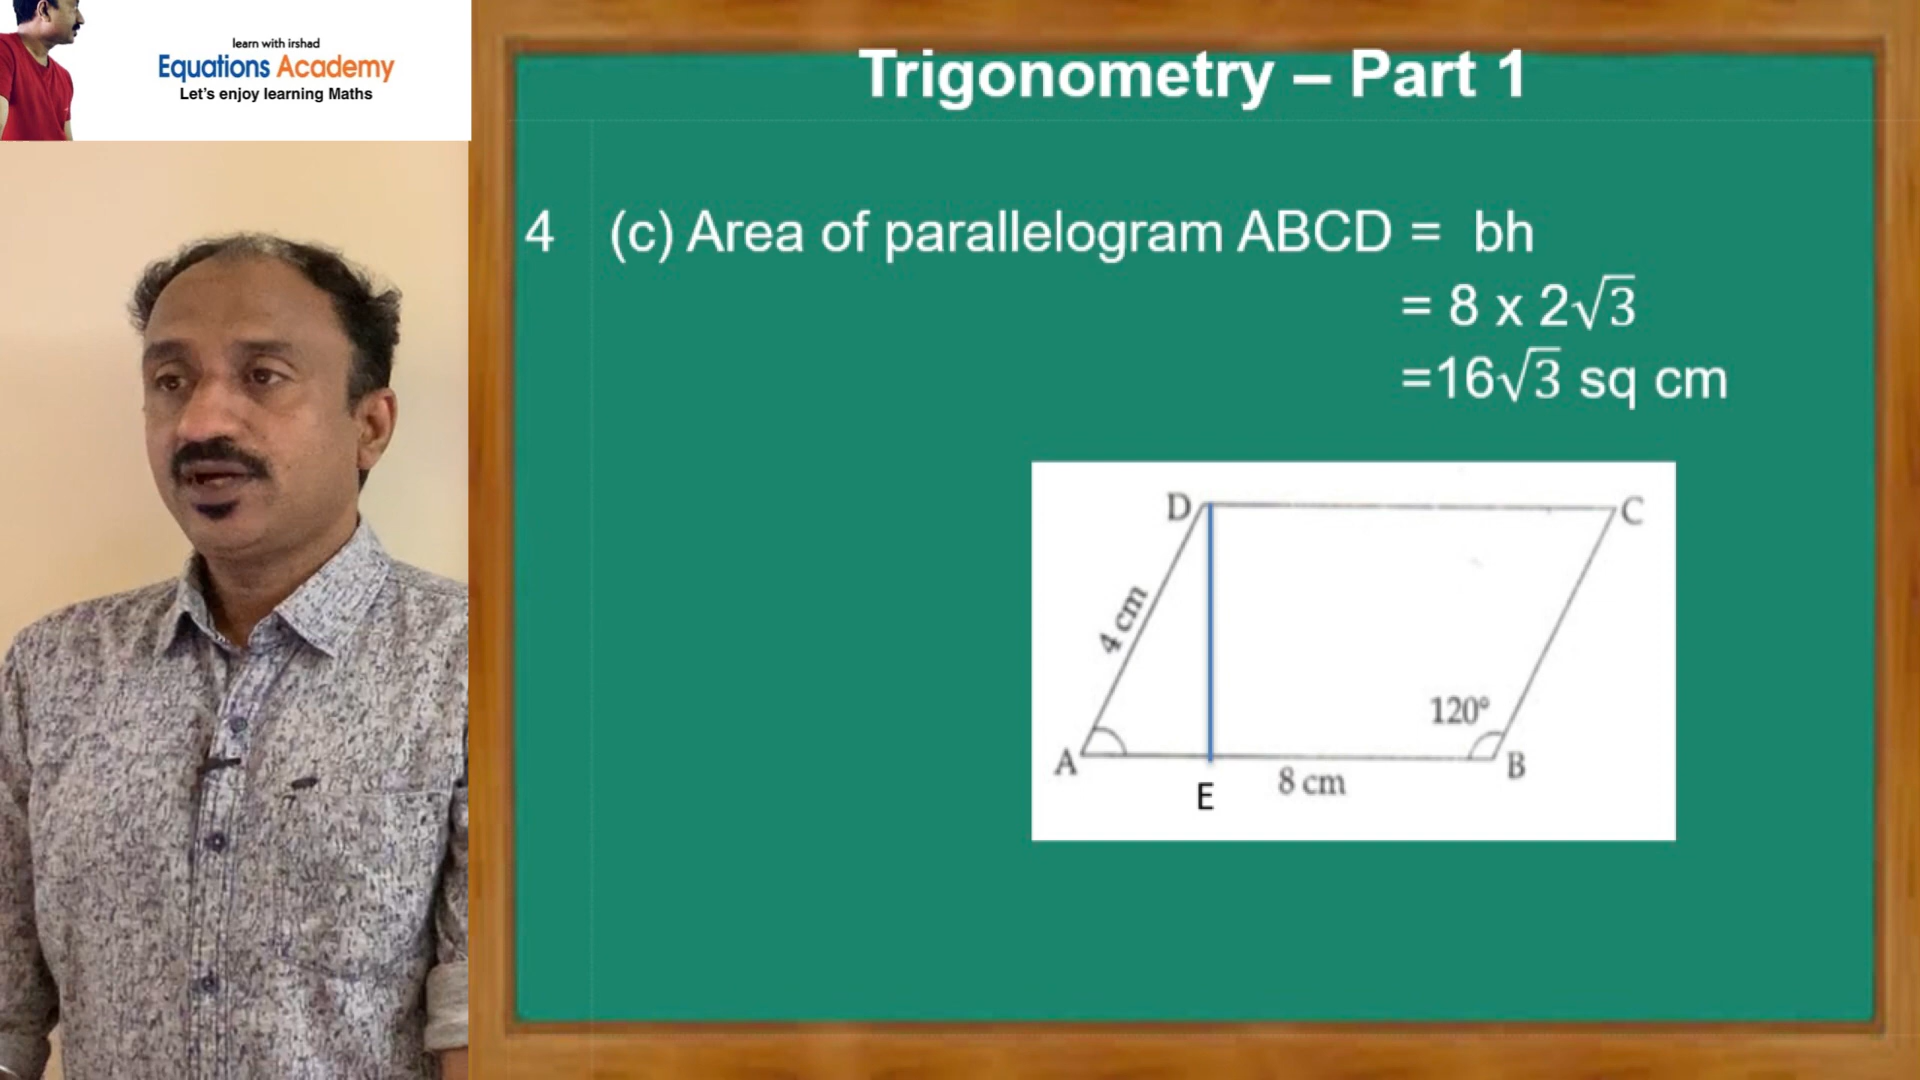 learn with irshad
Equations Academy
Let's enjoy learning Maths
Trigonometry – Part 1
4 (c) Area of parallelogram ABCD = bh
= 8 x 2√3
=16√3 sq cm
D
C
4 cm
120°
A
B
8 cm
E